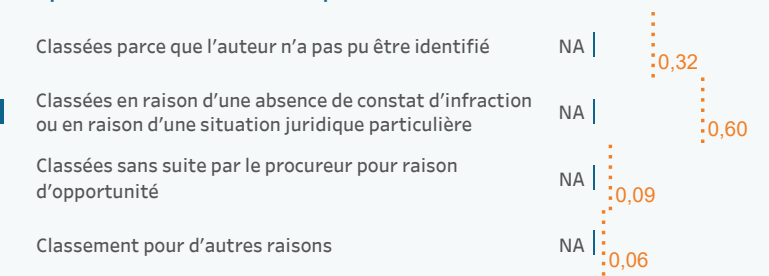 Classées parce que l'auteur n'a pas pu être identifié NA 0,32
Classées en raison d'une absence de constat d'infraction
ou en raison d'une situation juridique particulière NA 0,60
Classées sans suite par le procureur pour raison
d'opportunité NA 0,09
Classement pour d'autres raisons NA 0,06